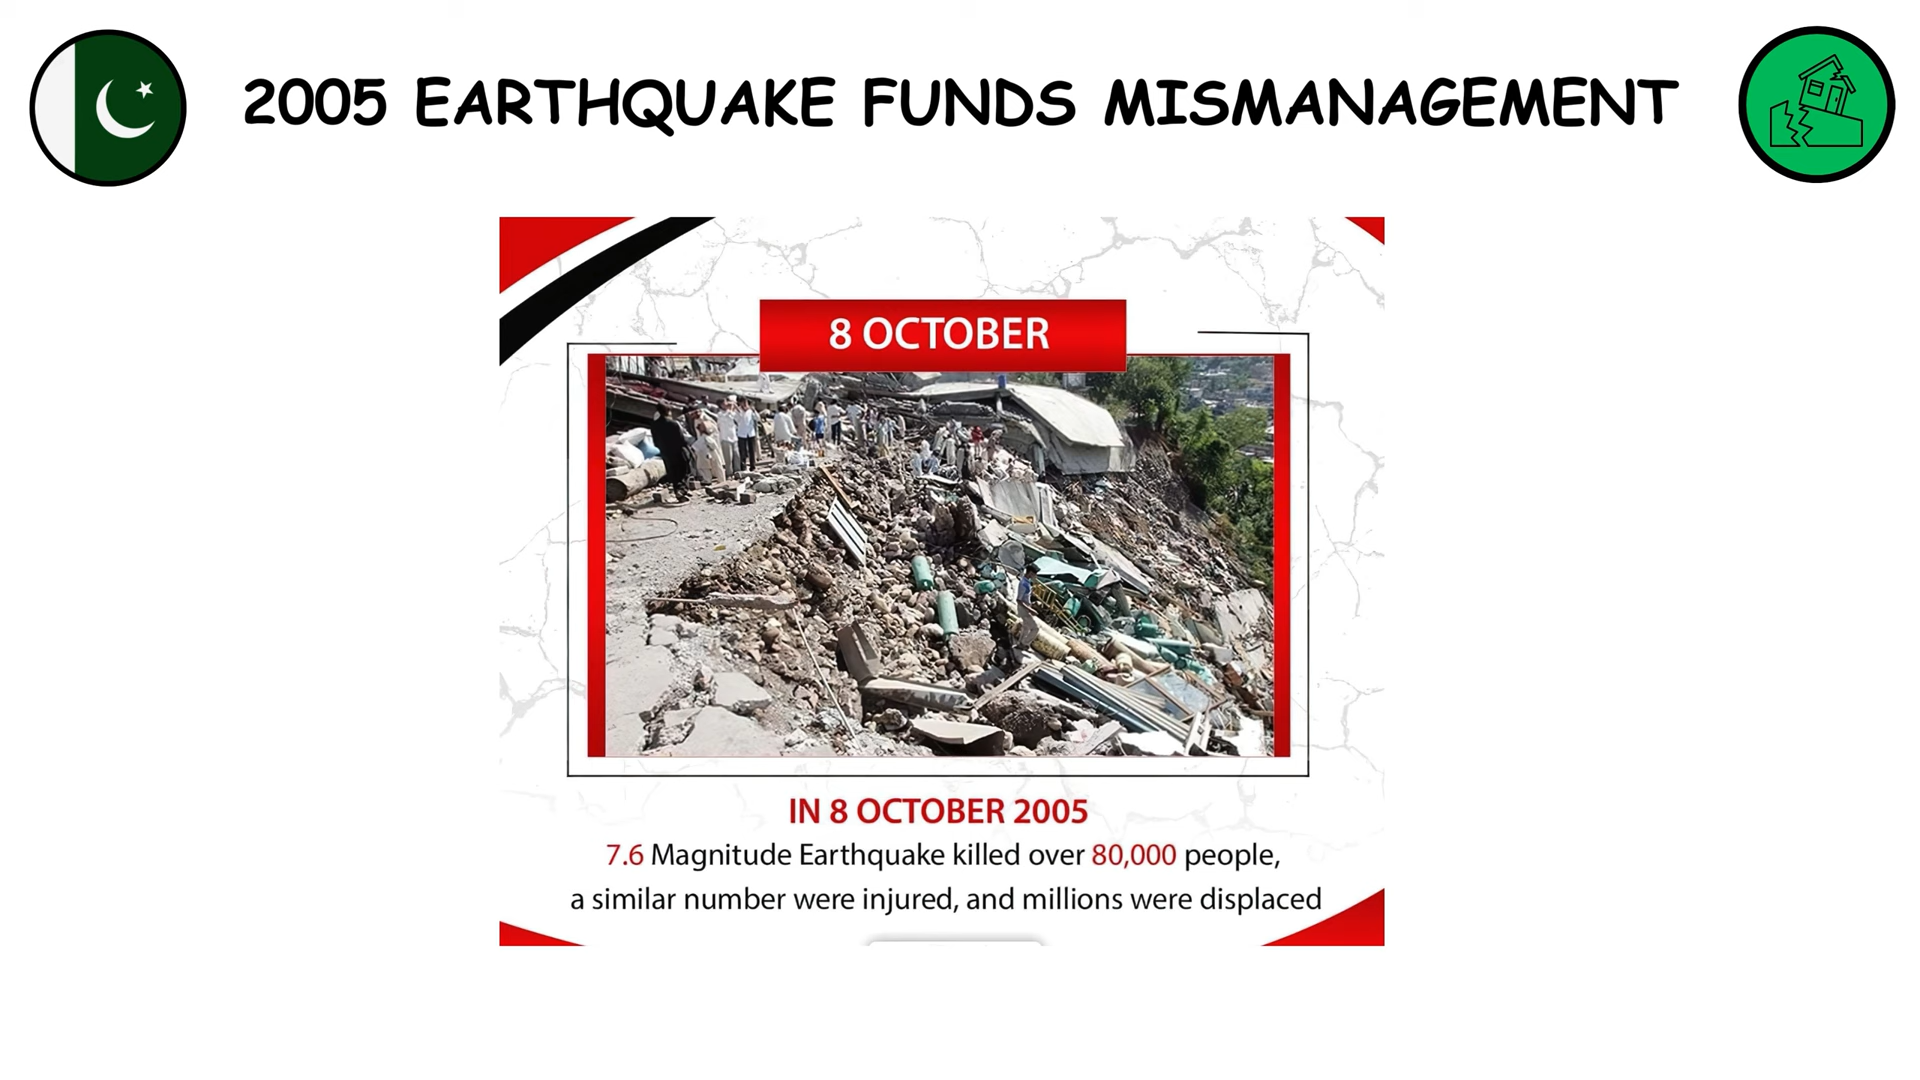 2005 EARTHQUAKE FUNDS MISMANAGEMENT
8 OCTOBER
IN 8 OCTOBER 2005
7.6 Magnitude Earthquake killed over 80,000 people,
a similar number were injured, and millions were displaced